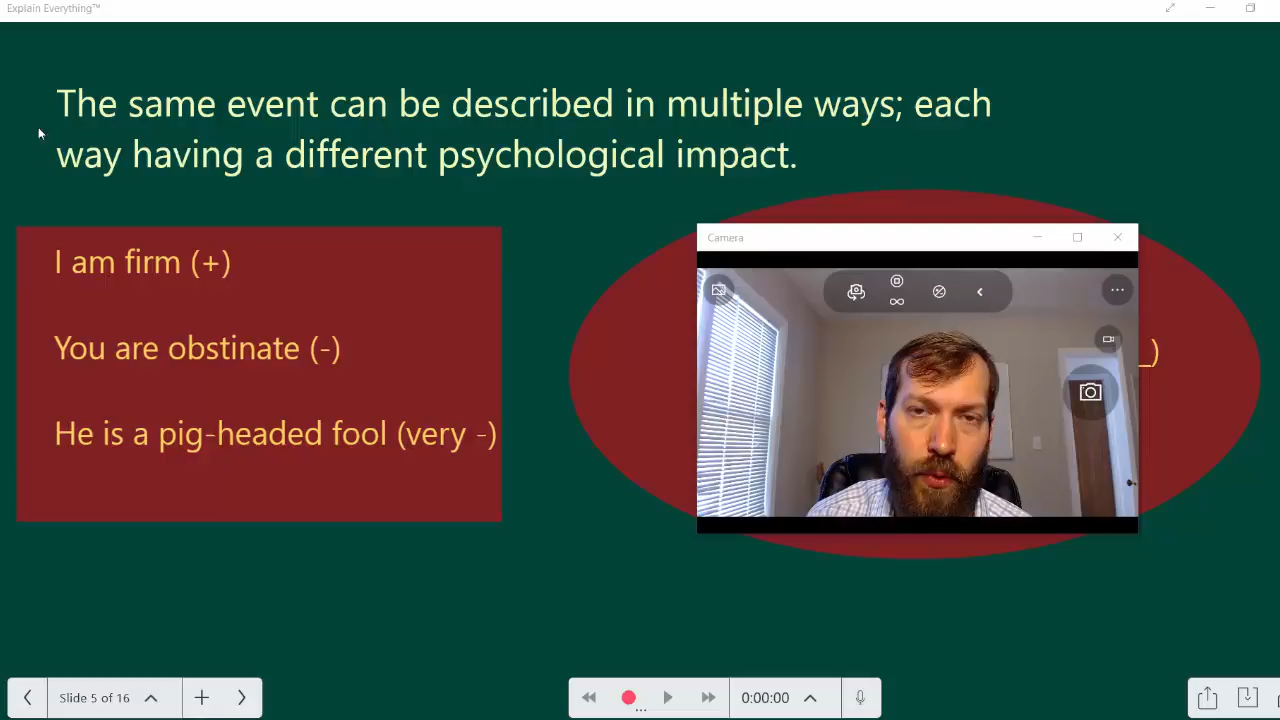 Explain Everything™
The same event can be described in multiple ways; each
way having a different psychological impact.
I am firm (+)
You are obstinate (-)
He is a pig-headed fool (very -)
Camera
_)
Slide 5 of 16
0:00:00